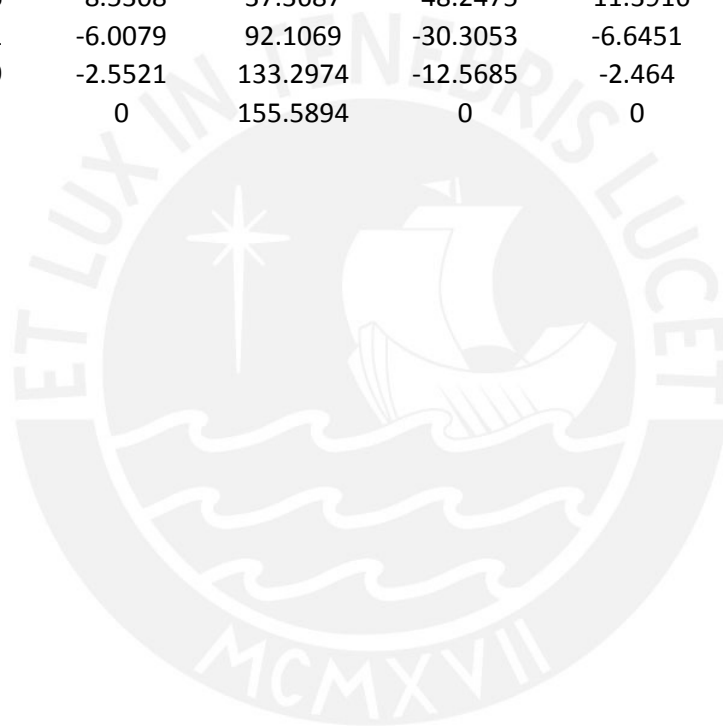 -6.0079 92.1069 -30.3053 -6.6451
-2.5521 133.2974 -12.5685 -2.464
0 155.5894 0 0
ET LUX IN TENEBRIS LUCET
MCMXVII